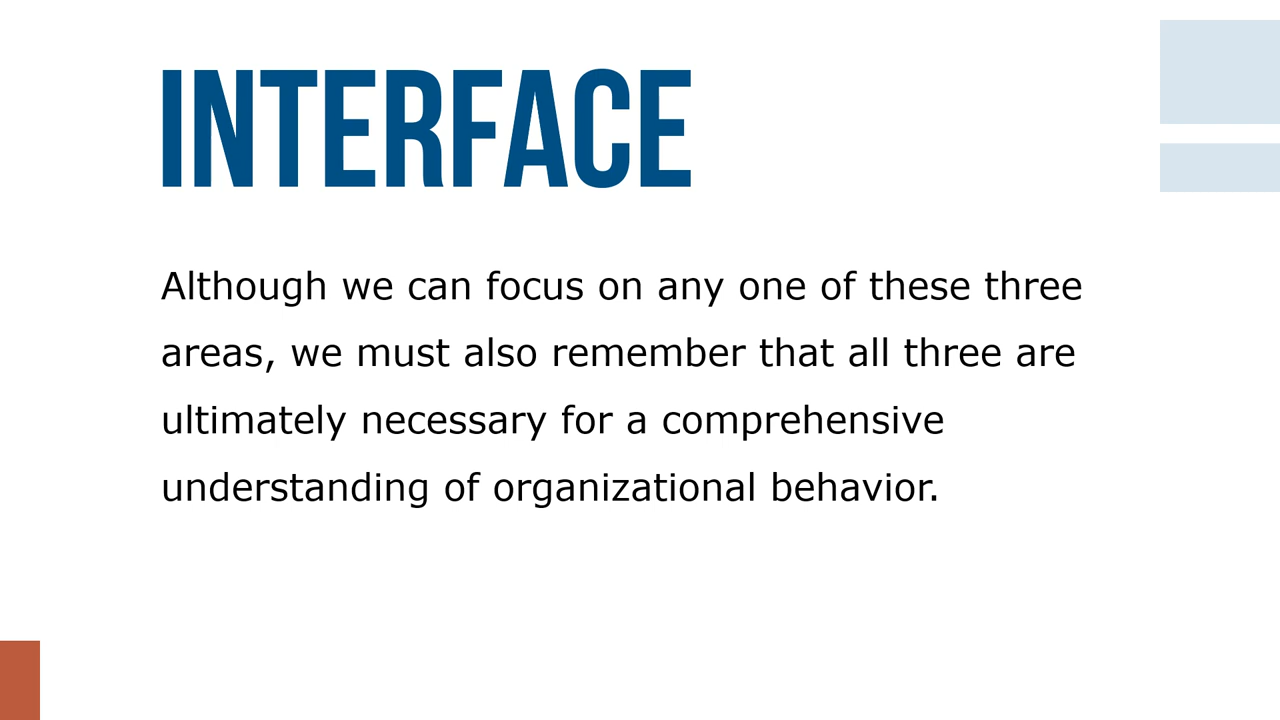 INTERFACE
Although we can focus on any one of these three
areas, we must also remember that all three are
ultimately necessary for a comprehensive
understanding of organizational behavior.